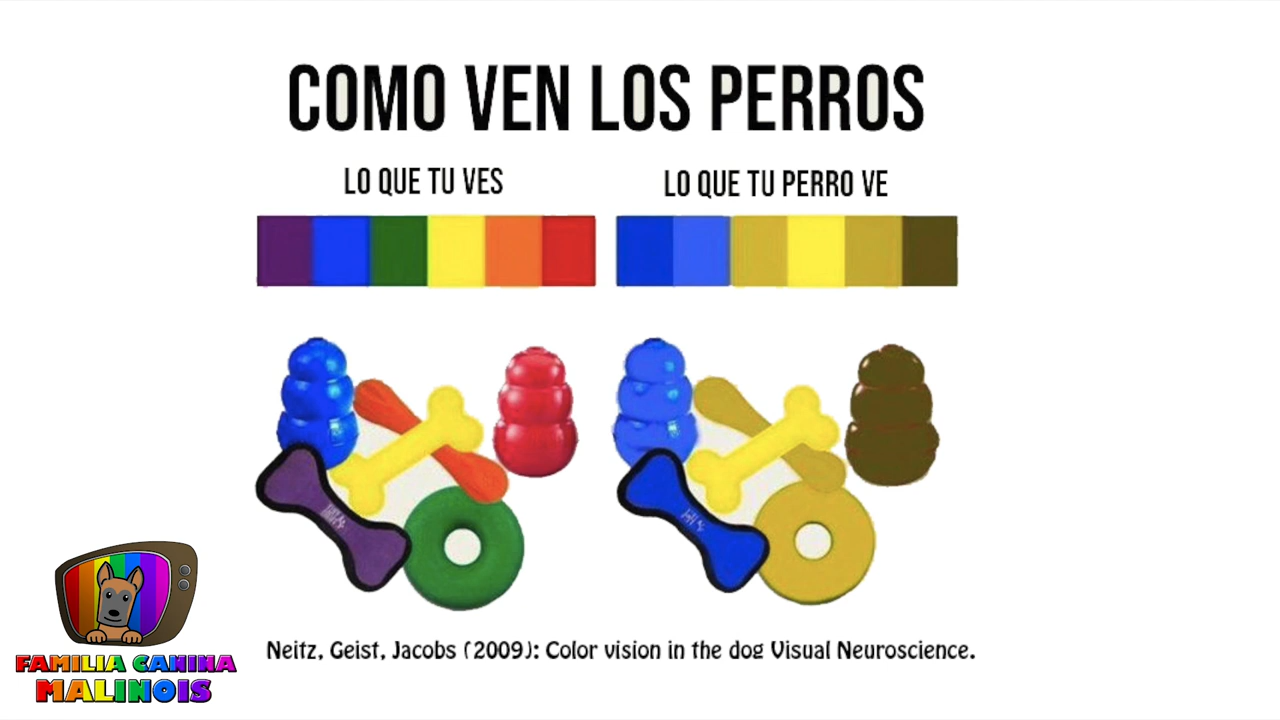 COMO VEN LOS PERROS
LO QUE TU VES
LO QUE TU PERRO VE
Neitz, Geist, Jacobs (2009): Color vision in the dog Visual Neuroscience.
FAMILIA CANINA
MALINOIS